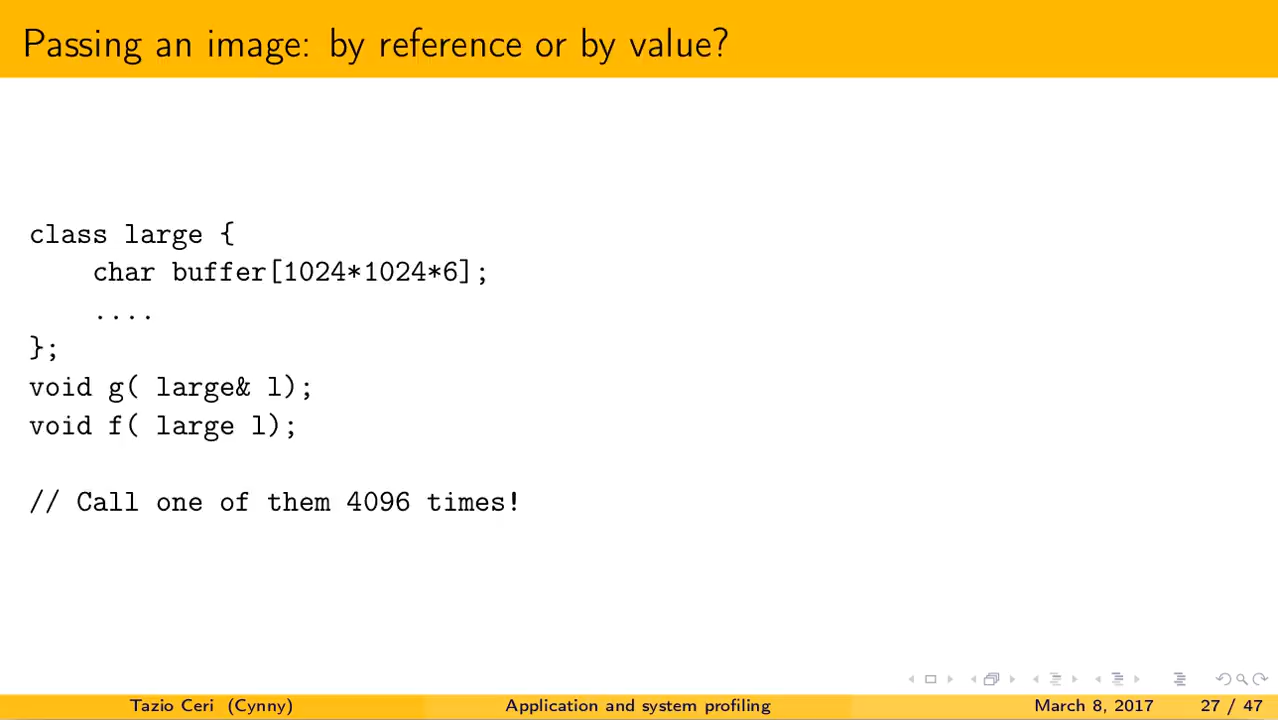 Passing an image: by reference or by value?
class large {
    char buffer[1024*1024*6];
    ....
};
void g( large& l);
void f( large l);
// Call one of them 4096 times!
Tazio Ceri (Cynny) Application and system profiling March 8, 2017 27 / 47